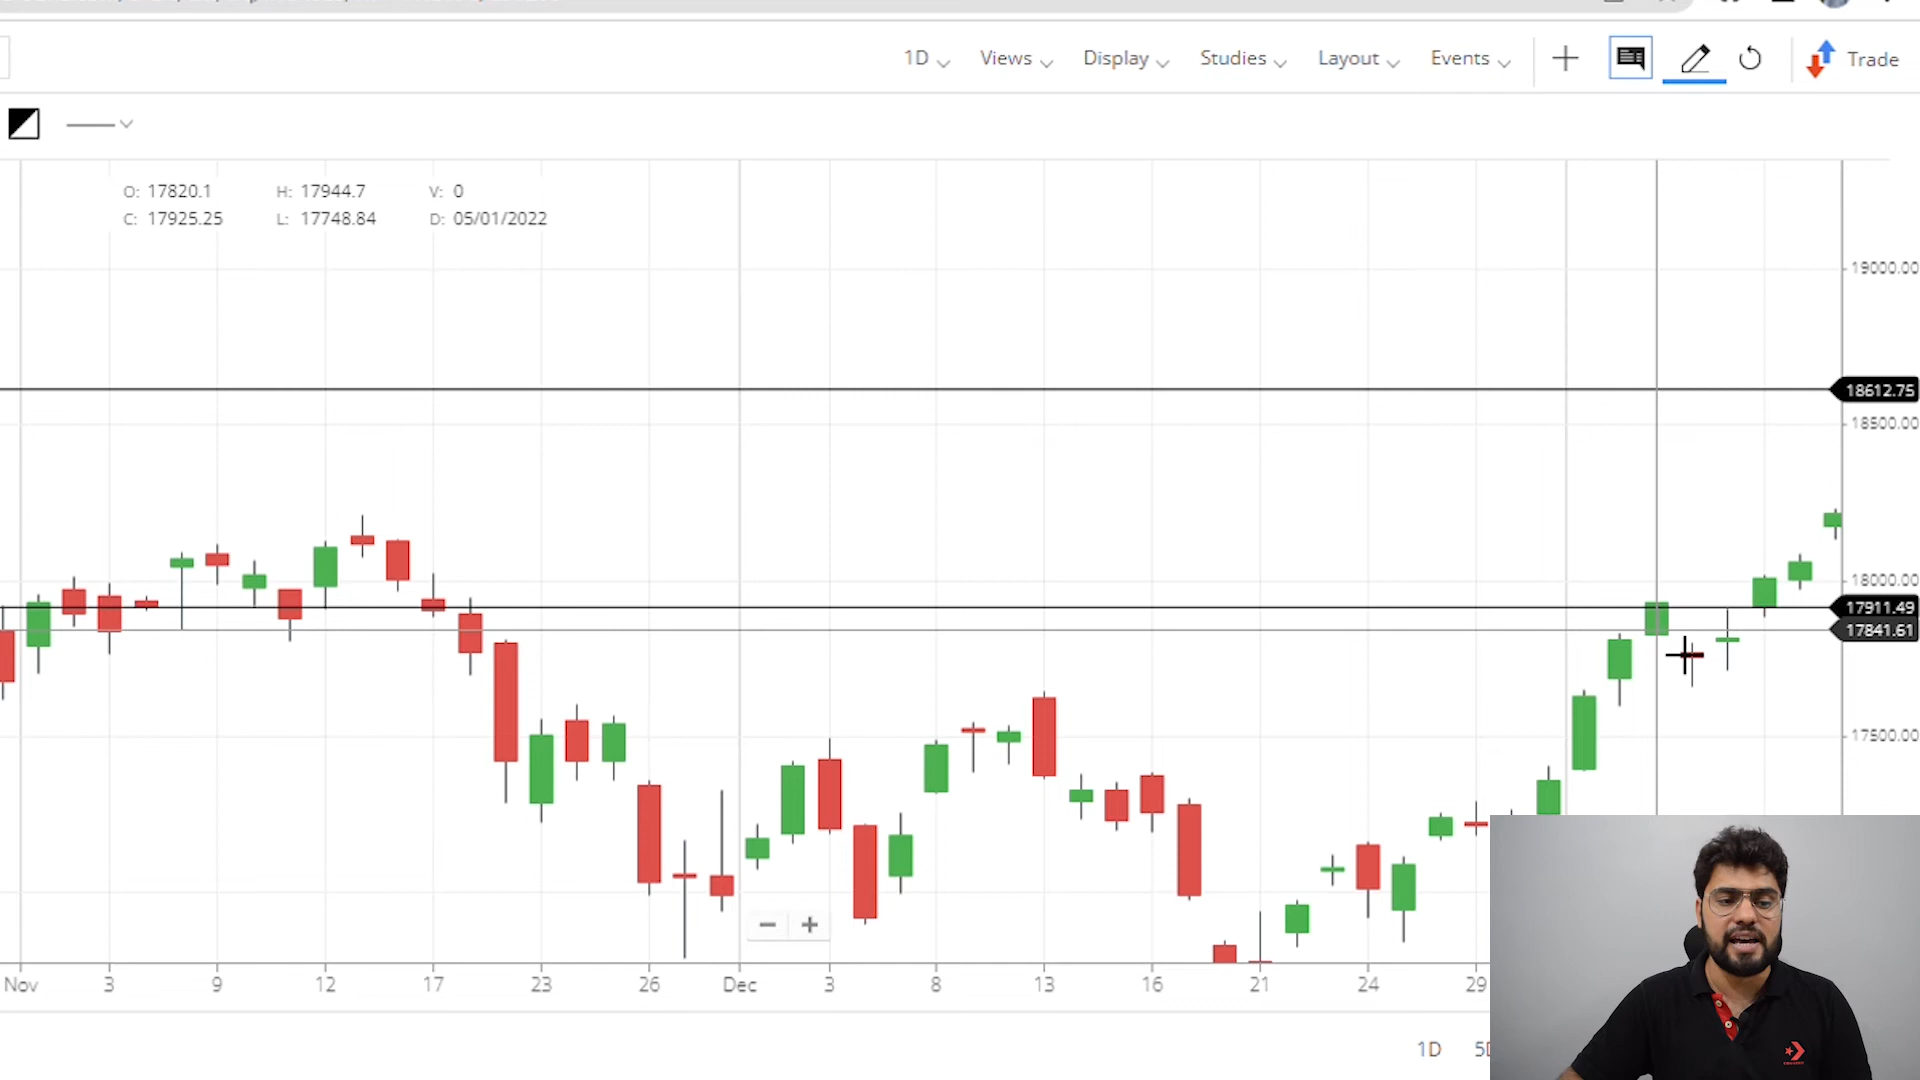 1D Views Display Studies Layout Events Trade
O: 17820.1 H: 17944.7 V: 0
C: 17925.25 L: 17748.84 D: 05/01/2022
19000.00
18612.75
18500.00
18000.00
17911.49
17841.61
17500.00
Nov 3 9 12 17 23 26 Dec 3 8 13 16 21 24 29
1D